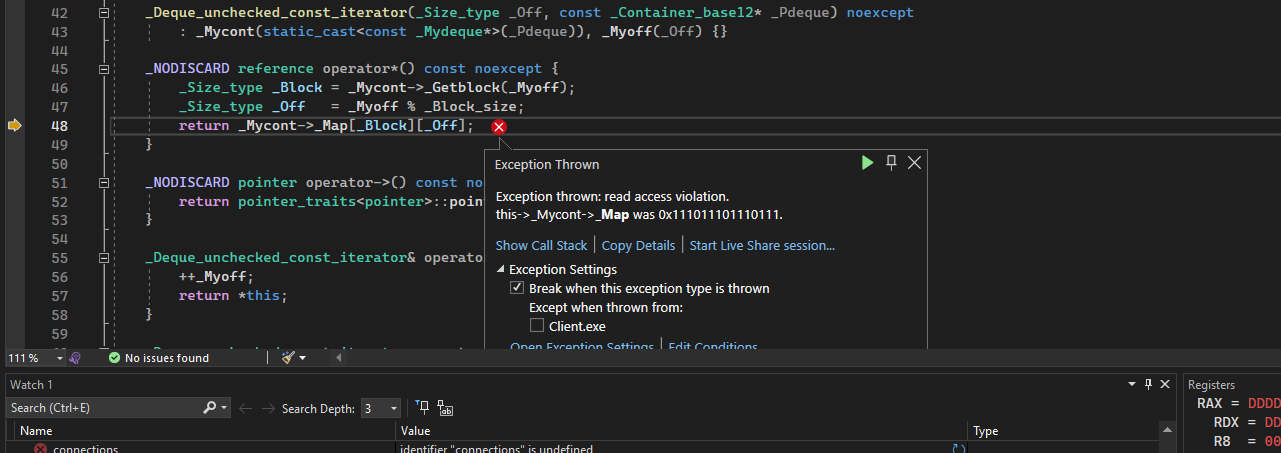 42 _Deque_unchecked_const_iterator(_Size_type _Off, const _Container_base12* _Pdeque) noexcept
43 : _Mycont(static_cast<const _Mydeque*>(_Pdeque)), _Myoff(_Off) {}
44
45 _NODISCARD reference operator*() const noexcept {
46 _Size_type _Block = _Mycont->_Getblock(_Myoff);
47 _Size_type _Off   = _Myoff % _Block_size;
48 return _Mycont->_Map[_Block][_Off];
49 }
50
51 _NODISCARD pointer operator->() const no
52 return pointer_traits<pointer>::poin
53 }
54
55 _Deque_unchecked_const_iterator& operato
56 ++_Myoff;
57 return *this;
58 }
59
Exception Thrown
Exception thrown: read access violation.
this->_Mycont->_Map was 0x111011101110111.
Show Call Stack | Copy Details | Start Live Share session...
Exception Settings
Break when this exception type is thrown
Except when thrown from:
Client.exe
Open Exception Settings | Edit Conditions
111 % No issues found
Watch 1
Search (Ctrl+E) Search Depth: 3
Name Value Type
connections identifier "connections" is undefined
Registers
RAX = DDDD
RDX = DD
R8 = 00